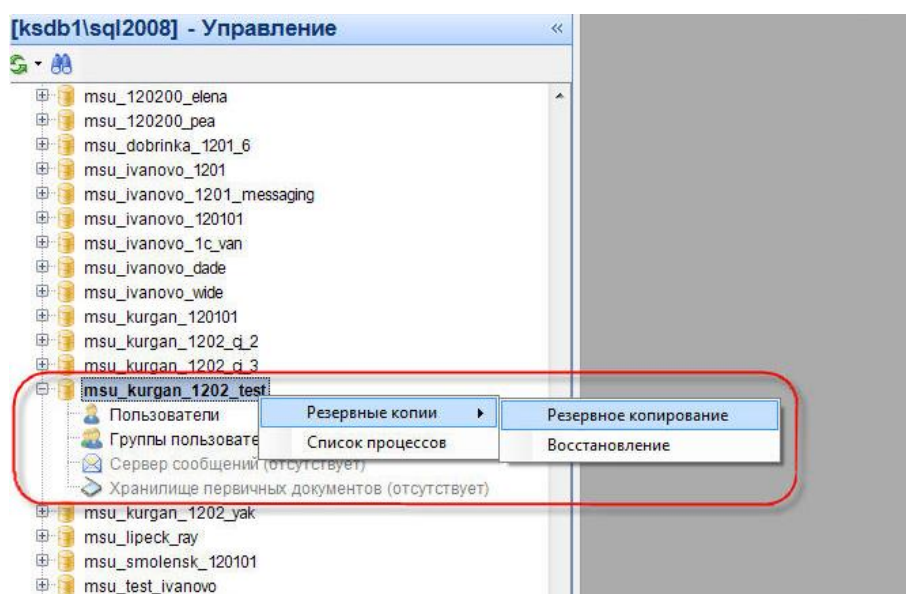 [ksdb1\sql2008] - Управление
msu_120200_elena
msu_120200_pea
msu_dobrinka_1201_6
msu_ivanovo_1201
msu_ivanovo_1201_messaging
msu_ivanovo_120101
msu_ivanovo_1c_van
msu_ivanovo_dade
msu_ivanovo_wide
msu_kurgan_120101
msu_kurgan_1202_cj_2
msu_kurgan_1202_cj_3
msu_kurgan_1202_test
Пользователи Резервные копии Резервное копирование
Группы пользовате Список процессов Восстановление
Сервер сообщений (отсутствует)
Хранилище первичных документов (отсутствует)
msu_kurgan_1202_yak
msu_lipeck_ray
msu_smolensk_120101
msu_test_ivanovo